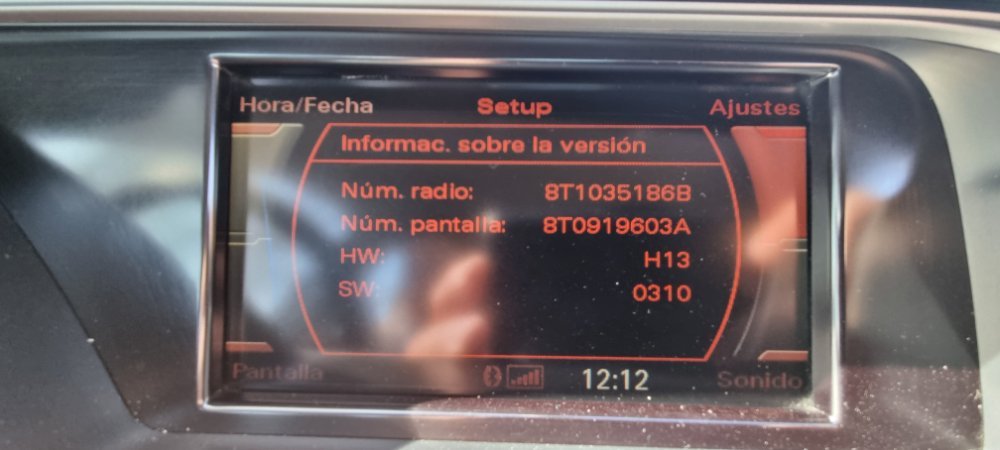 Hora/Fecha Setup Ajustes
Informac. sobre la versión
Núm. radio: 8T1035186B
Núm. pantalla: 8T0919603A
HW: H13
SW: 0310
Pantalla 12:12 Sonido